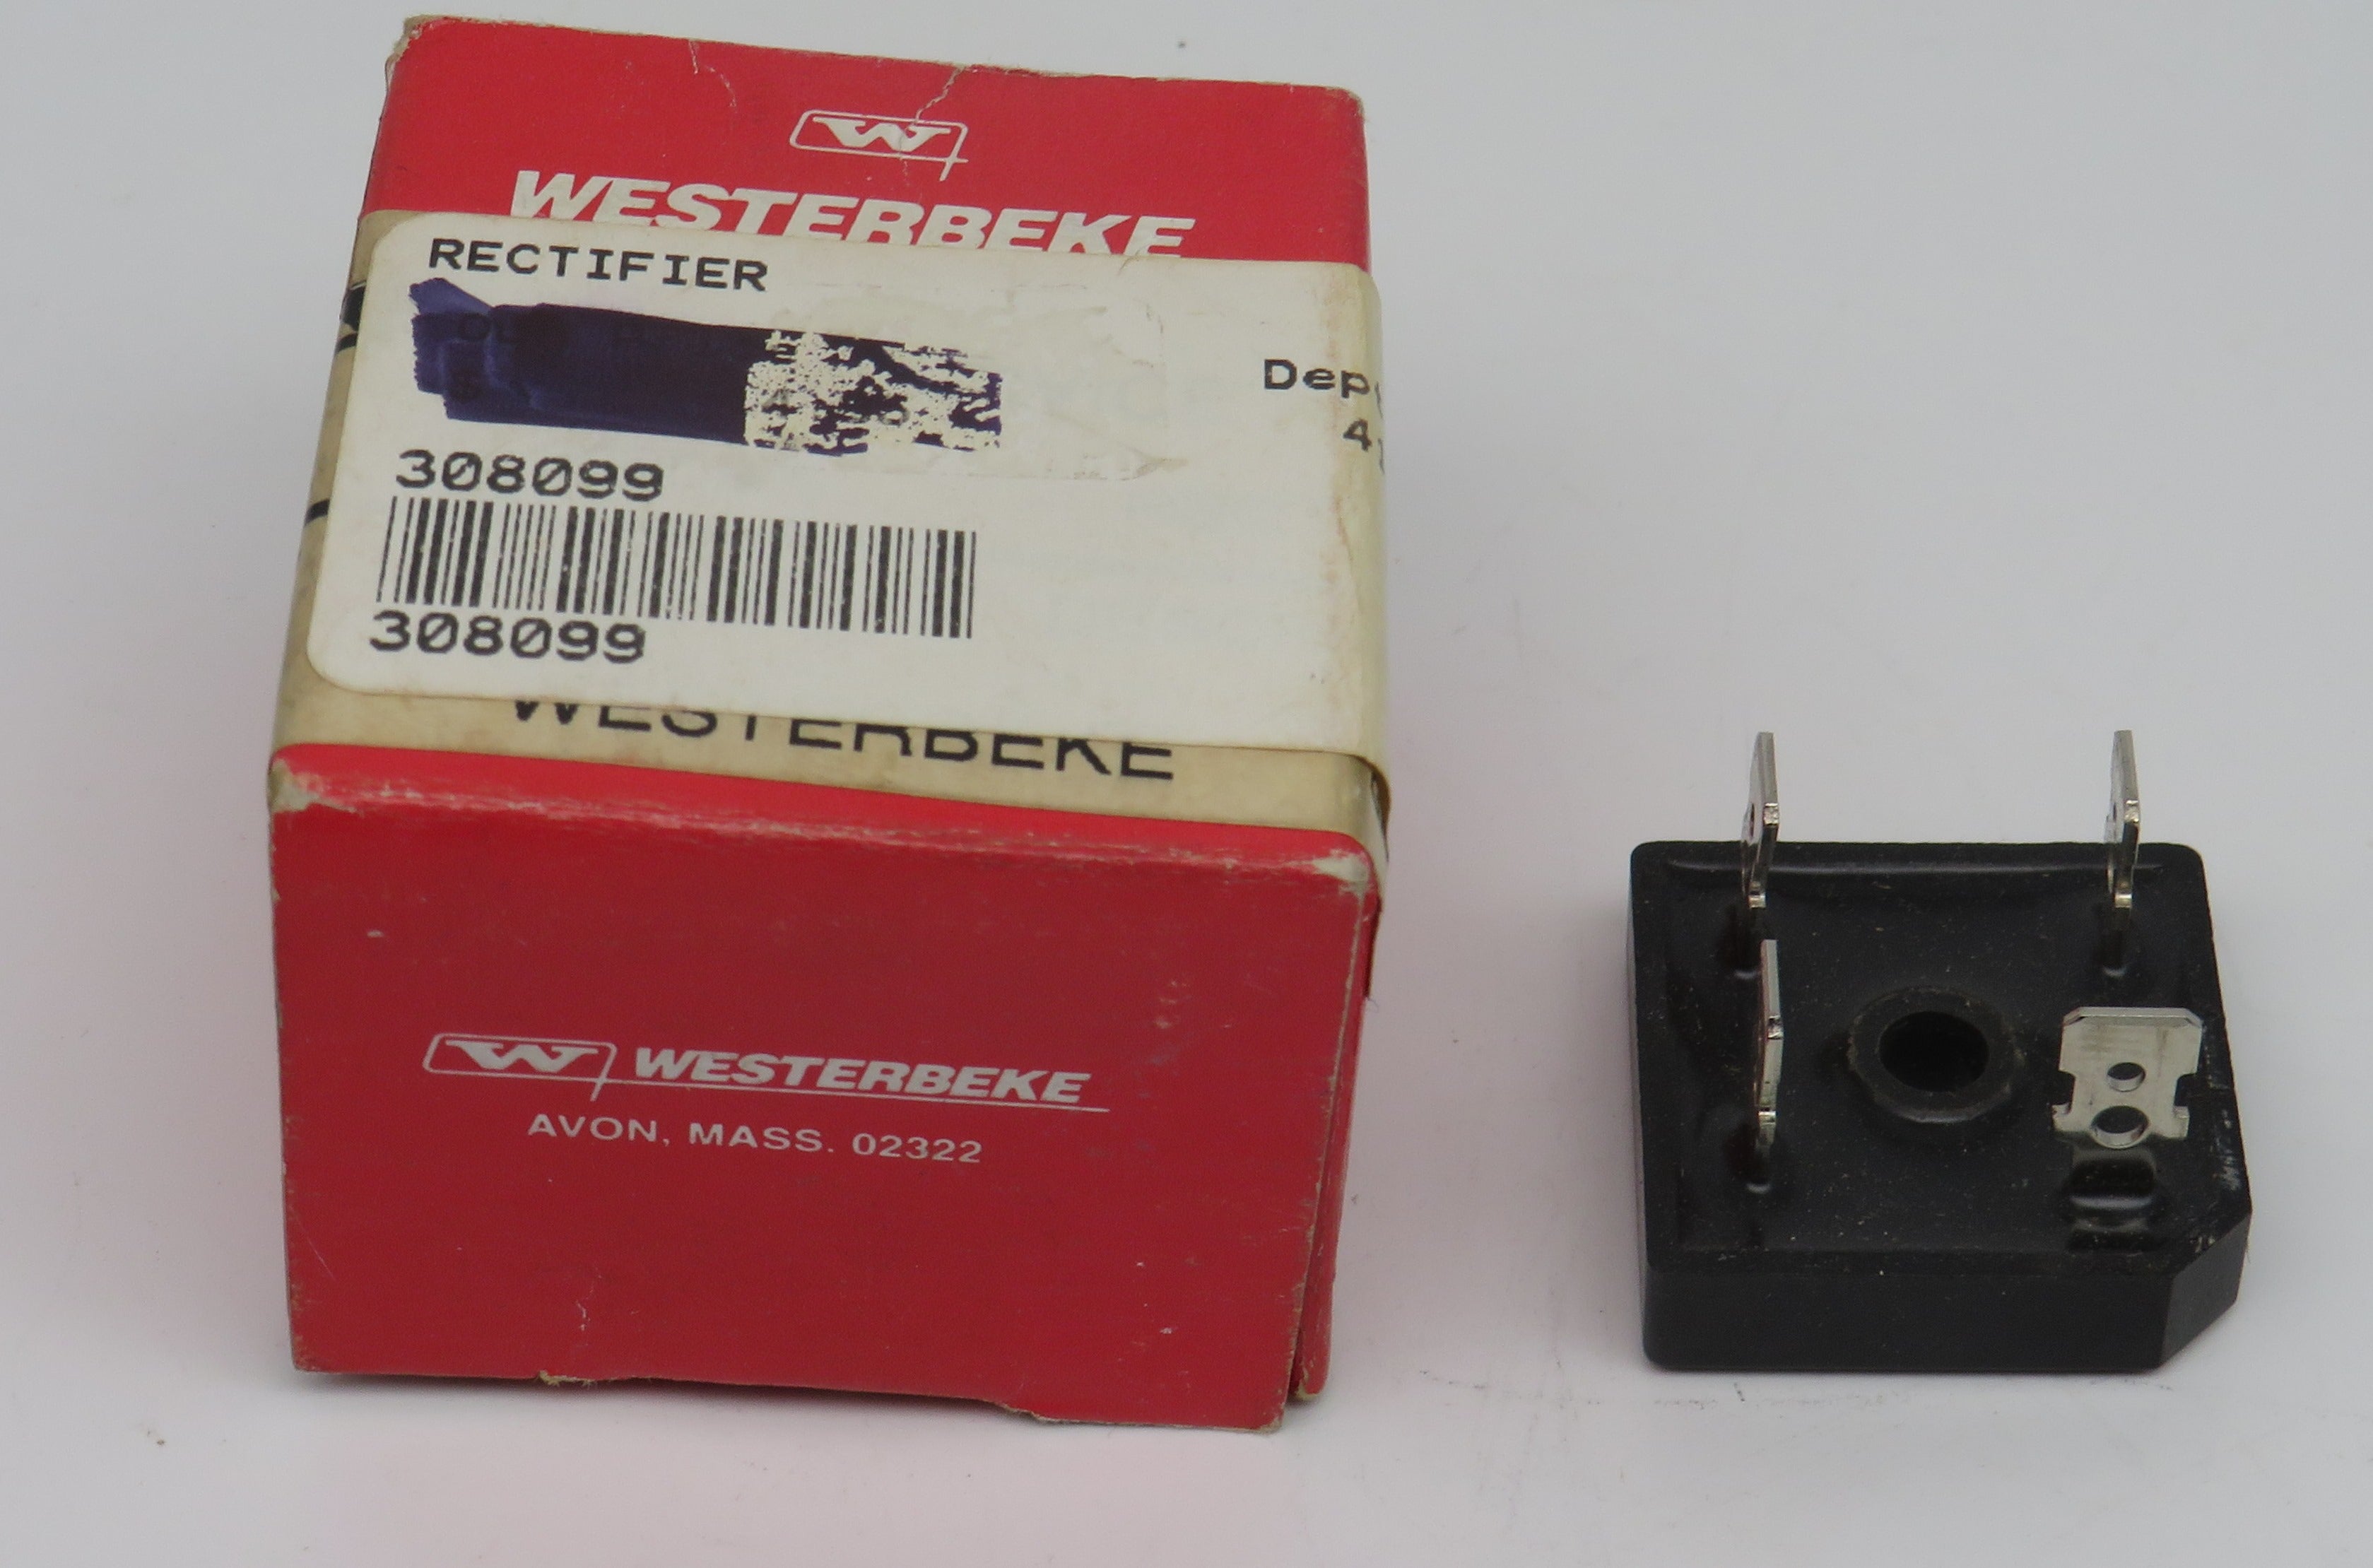 W
WESTERBEKE
RECTIFIER
308099
308099
WESTERBEKE
W WESTERBEKE
AVON, MASS. 02322